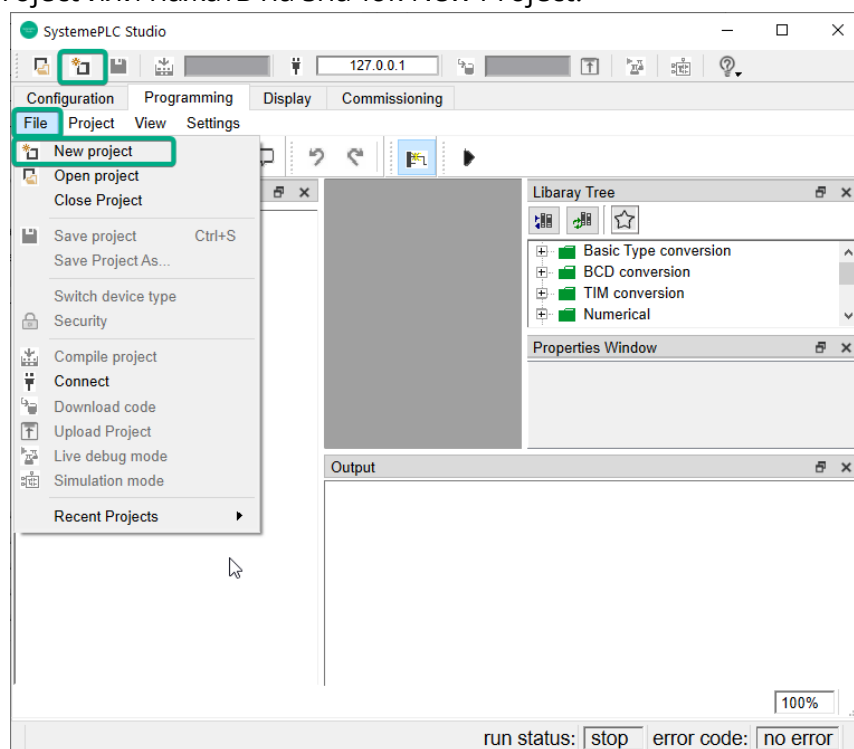 SystemePLC Studio
127.0.0.1
Configuration Programming Display Commissioning
File Project View Settings
New project
Open project
Close Project
Save project Ctrl+S
Save Project As...
Switch device type
Security
Compile project
Connect
Download code
Upload Project
Live debug mode
Simulation mode
Recent Projects
Libaray Tree
Basic Type conversion
BCD conversion
TIM conversion
Numerical
Properties Window
Output
100%
run status: stop error code: no error